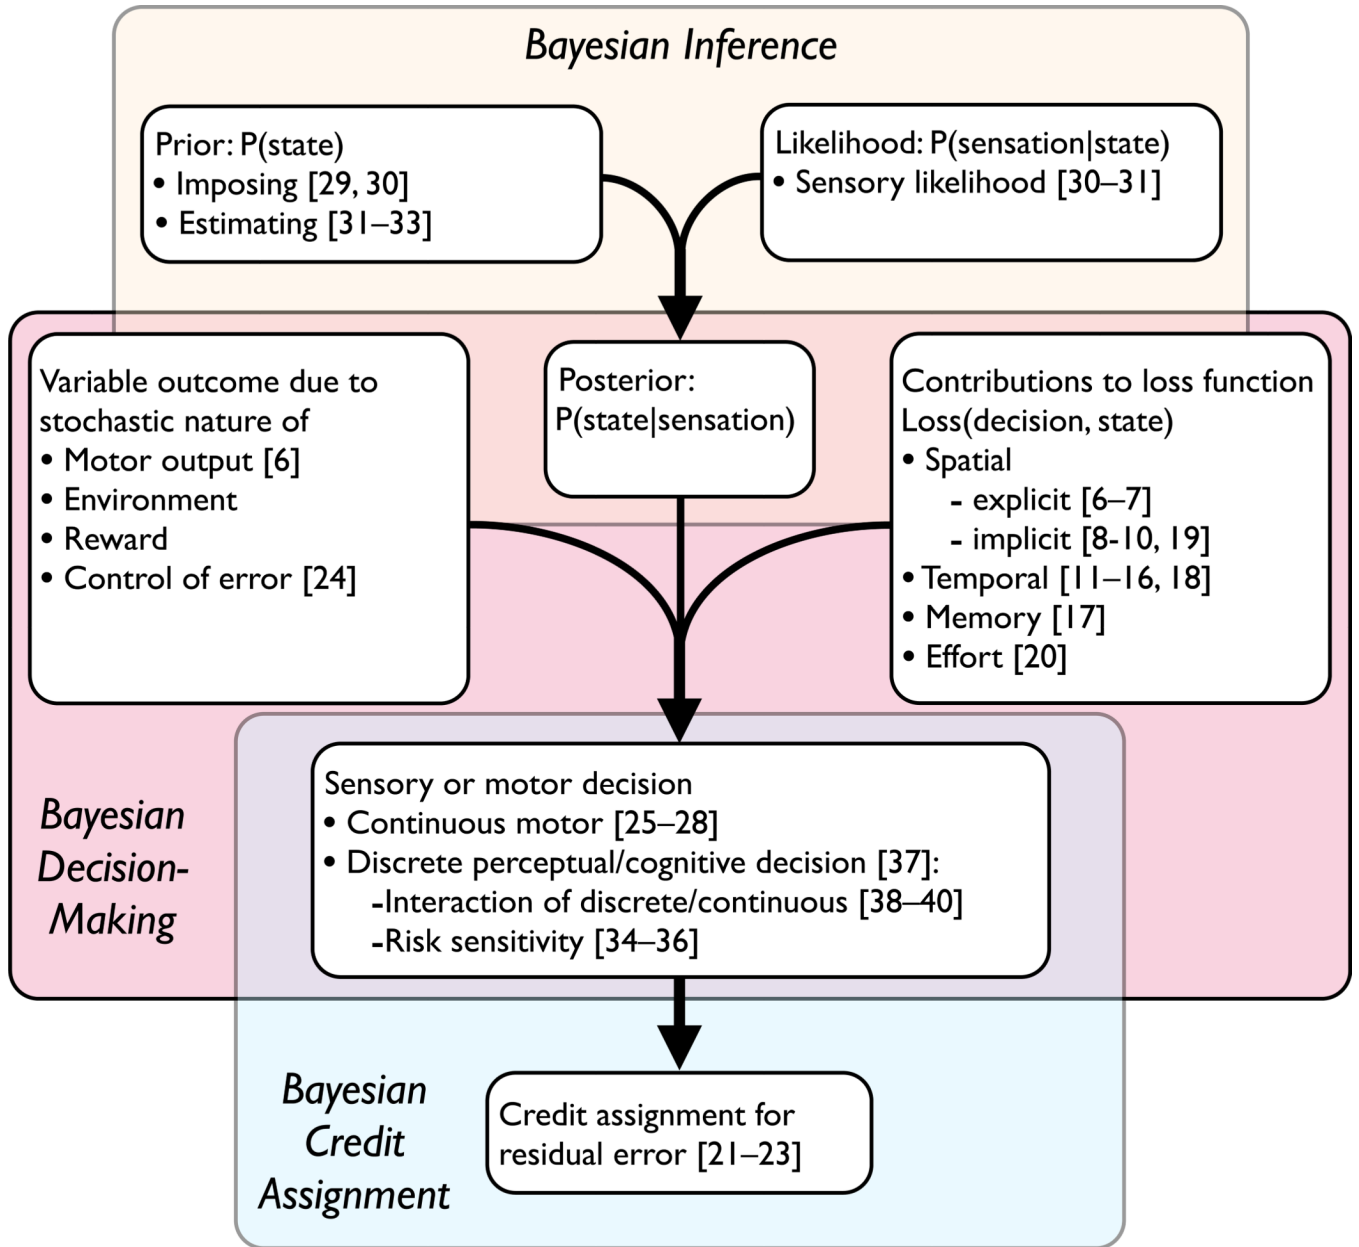 Bayesian Inference
Prior: P(state)
• Imposing [29, 30]
• Estimating [31–33]
Likelihood: P(sensation|state)
• Sensory likelihood [30–31]
Variable outcome due to
stochastic nature of
• Motor output [6]
• Environment
• Reward
• Control of error [24]
Posterior:
P(state|sensation)
Contributions to loss function
Loss(decision, state)
• Spatial
- explicit [6–7]
- implicit [8-10, 19]
• Temporal [11–16, 18]
• Memory [17]
• Effort [20]
Bayesian
Decision-
Making
Sensory or motor decision
• Continuous motor [25–28]
• Discrete perceptual/cognitive decision [37]:
-Interaction of discrete/continuous [38–40]
-Risk sensitivity [34–36]
Bayesian
Credit
Assignment
Credit assignment for
residual error [21–23]